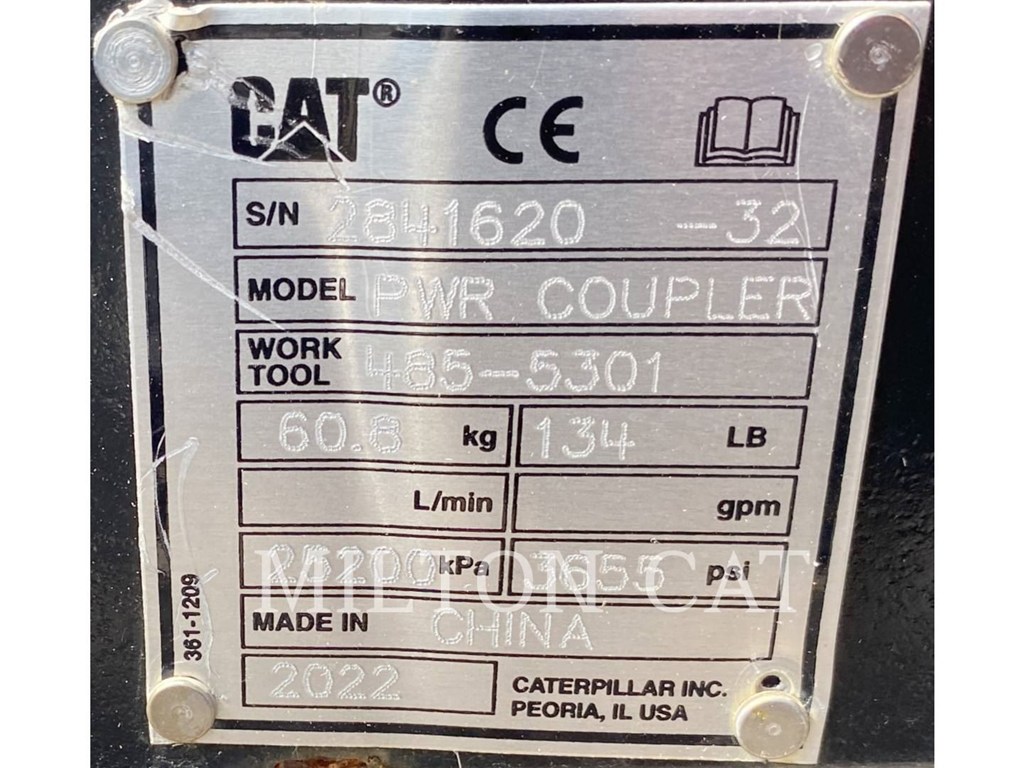 CAT® CE
S/N 2841620 -32
MODEL PWR COUPLER
WORK TOOL 485-5301
60.8 kg 134 LB
L/min gpm
25200 kPa 3655 psi
MILTON CAT
MADE IN CHINA
2022
CATERPILLAR INC.
PEORIA, IL USA
361-1209